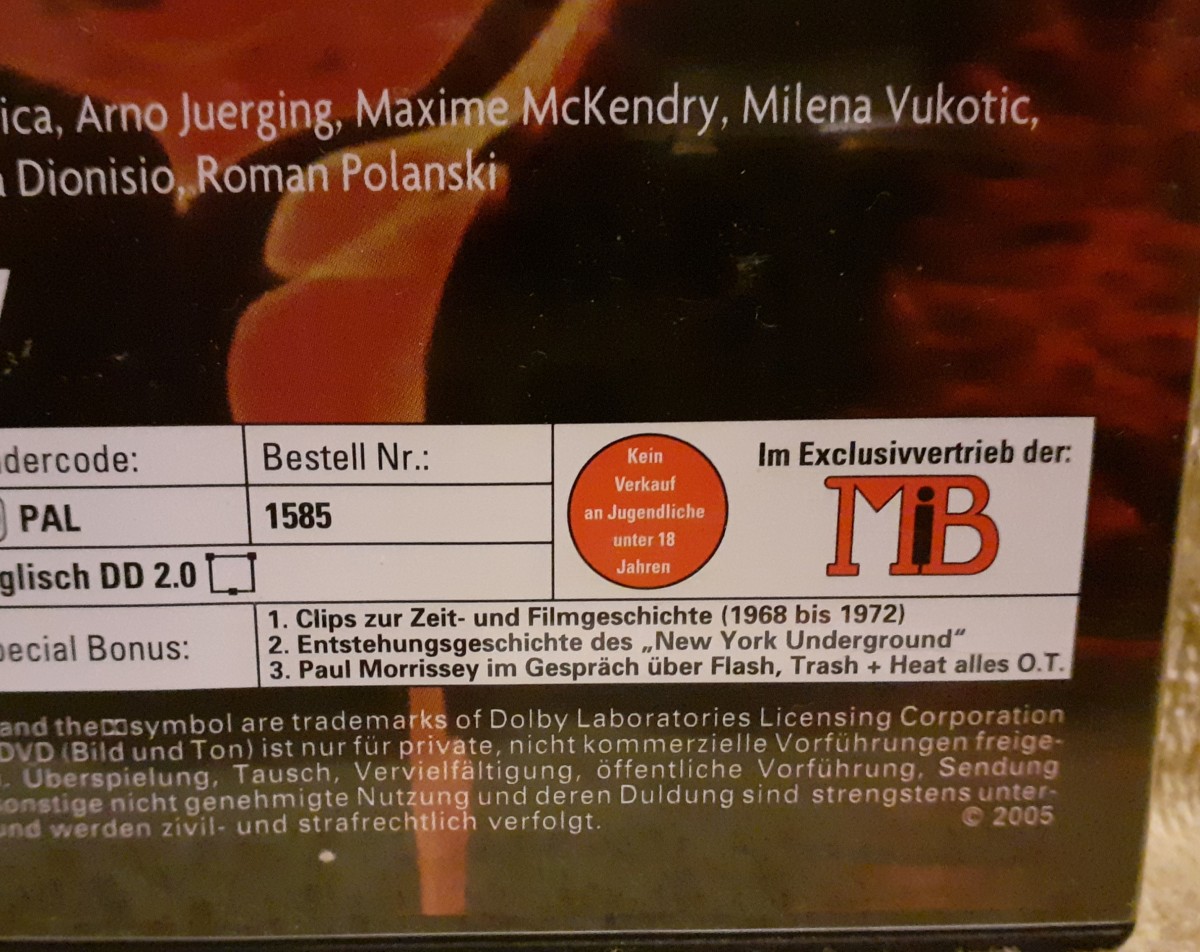 ica, Arno Juerging, Maxime McKendry, Milena Vukotic,
a Dionisio, Roman Polanski
dercode:
Bestell Nr.:
PAL
1585
glisch DD 2.0
Kein
Verkauf
an Jugendliche
unter 18
Jahren
Im Exclusivvertrieb der:
MiB
pecial Bonus:
1. Clips zur Zeit- und Filmgeschichte (1968 bis 1972)
2. Entstehungsgeschichte des „New York Underground“
3. Paul Morrissey im Gespräch über Flash, Trash + Heat alles O.T.
and the symbol are trademarks of Dolby Laboratories Licensing Corporation
DVD (Bild und Ton) ist nur für private, nicht kommerzielle Vorführungen freige-
. Überspielung, Tausch, Vervielfältigung, öffentliche Vorführung, Sendung
sonstige nicht genehmigte Nutzung und deren Duldung sind strengstens unter-
und werden zivil- und strafrechtlich verfolgt.
© 2005